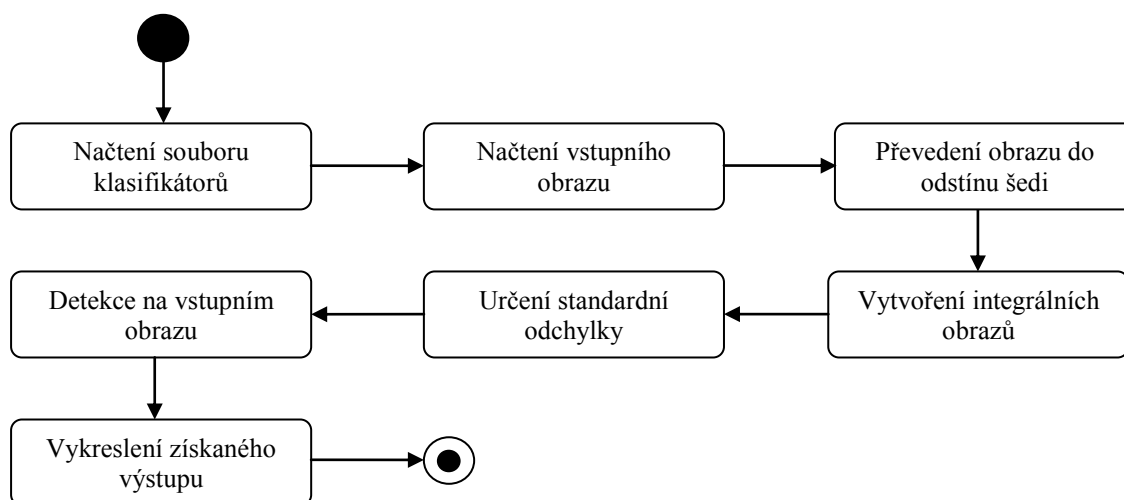 Načtení souboru
klasifikátorů
Načtení vstupního
obrazu
Převedení obrazu do
odstínu šedi
Vytvoření integrálních
obrazů
Určení standardní
odchylky
Detekce na vstupním
obrazu
Vykreslení získaného
výstupu